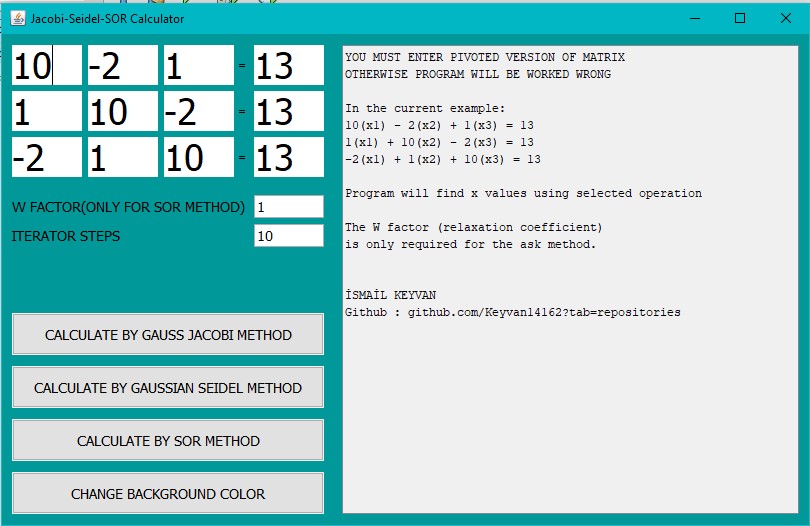 Jacobi-Seidel-SOR Calculator
10 -2 1 = 13
1 10 -2 = 13
-2 1 10 = 13
W FACTOR(ONLY FOR SOR METHOD) 1
ITERATOR STEPS 10
CALCULATE BY GAUSS JACOBI METHOD
CALCULATE BY GAUSSIAN SEIDEL METHOD
CALCULATE BY SOR METHOD
CHANGE BACKGROUND COLOR
YOU MUST ENTER PIVOTED VERSION OF MATRIX
OTHERWISE PROGRAM WILL BE WORKED WRONG
In the current example:
10(x1) - 2(x2) + 1(x3) = 13
1(x1) + 10(x2) - 2(x3) = 13
-2(x1) + 1(x2) + 10(x3) = 13
Program will find x values using selected operation
The W factor (relaxation coefficient)
is only required for the ask method.
İSMAİL KEYVAN
Github : github.com/Keyvan14162?tab=repositories